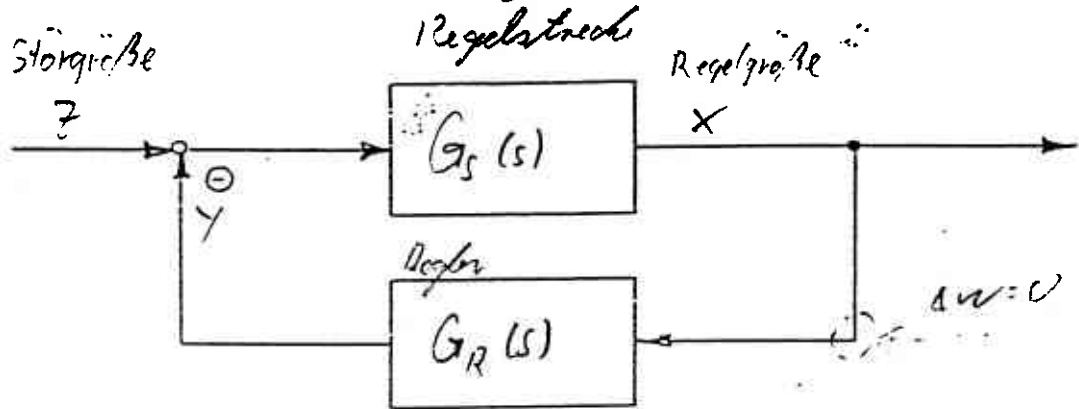 Regelstrecke
Störgröße
Regelgröße
Z
X
G_S (s)
⊖
Y
Regler
G_R (s)
Δw=0